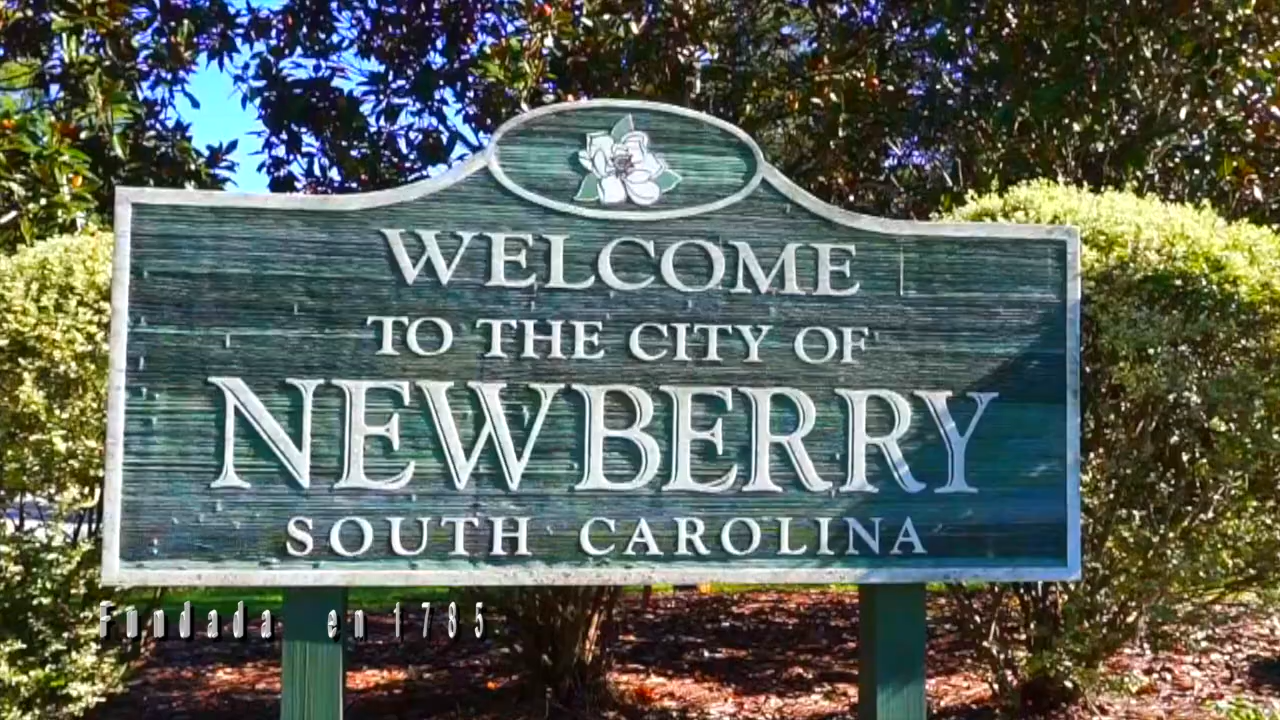 WELCOME
TO THE CITY OF
NEWBERRY
SOUTH CAROLINA
Fundada en 1785